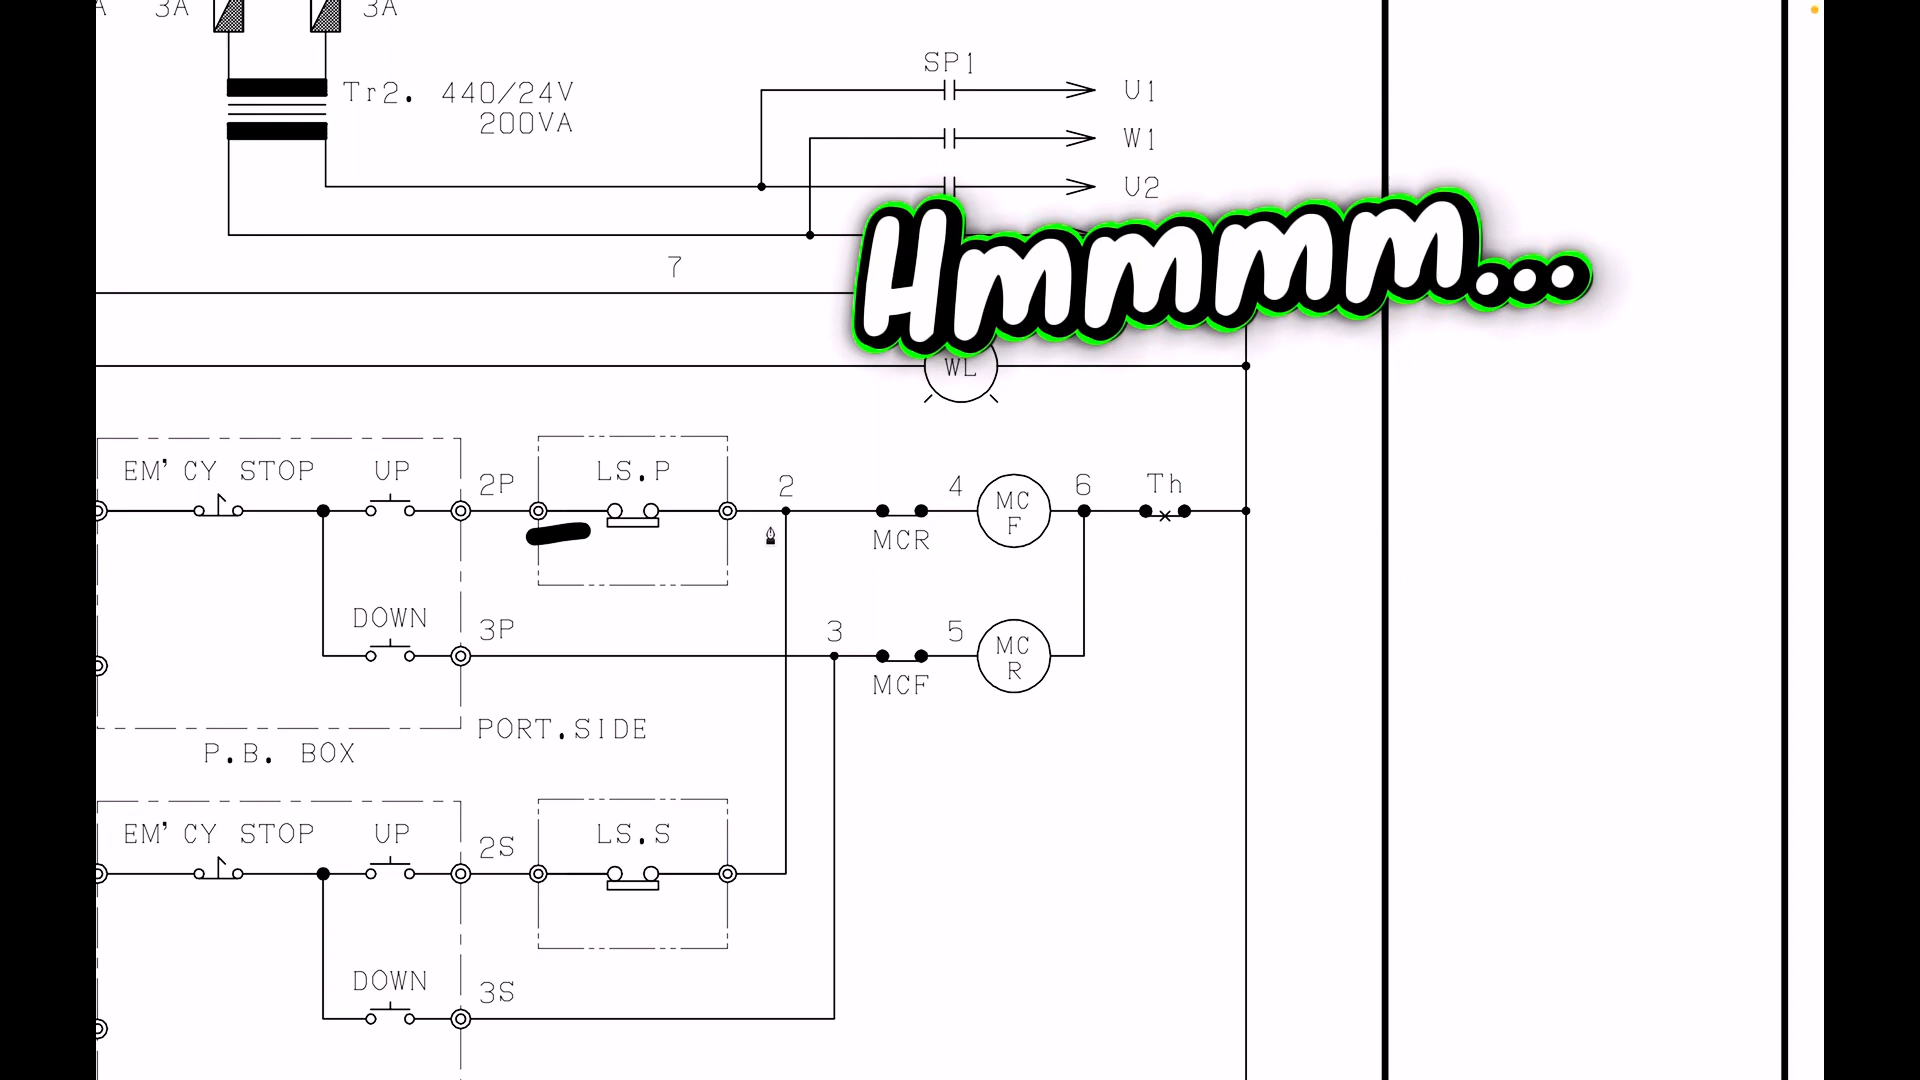 3A
3A
Tr2. 440/24V
200VA
SP1
U1
W1
U2
Hmmmm...
7
WL
EM'CY STOP
UP
2P
LS.P
2
MCR
4
MC
F
6
Th
DOWN
3P
3
MCF
5
MC
R
PORT.SIDE
P.B. BOX
EM'CY STOP
UP
2S
LS.S
DOWN
3S